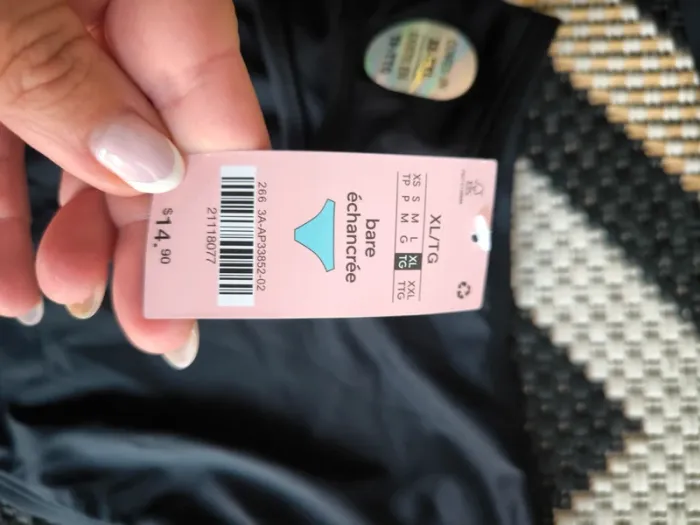 XL/TG
XS S M L XL XXL
TP P M G TG TTG
bare
échancrée
266 3A-AP33852-02
21118077
$14.90